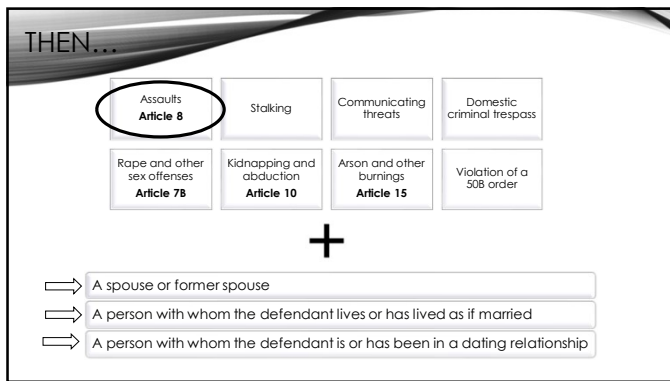 THEN...
Assaults
Article 8
Stalking
Communicating
threats
Domestic
criminal trespass
Rape and other
sex offenses
Article 7B
Kidnapping and
abduction
Article 10
Arson and other
burnings
Article 15
Violation of a
50B order
+
A spouse or former spouse
A person with whom the defendant lives or has lived as if married
A person with whom the defendant is or has been in a dating relationship